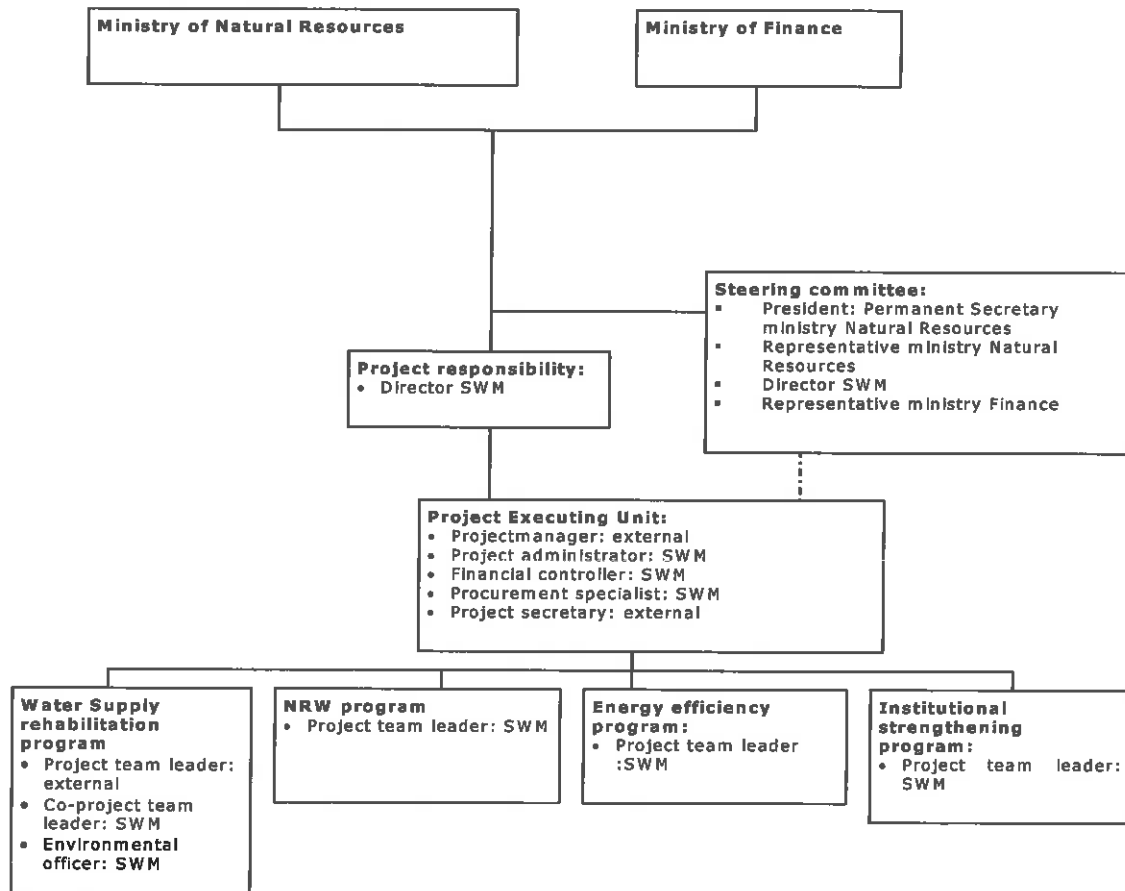 Ministry of Natural Resources
Ministry of Finance
Steering committee:
▪ President: Permanent Secretary
ministry Natural Resources
▪ Representative ministry Natural
Resources
▪ Director SWM
▪ Representative ministry Finance
Project responsibility:
• Director SWM
Project Executing Unit:
• Projectmanager: external
• Project administrator: SWM
• Financial controller: SWM
• Procurement specialist: SWM
• Project secretary: external
Water Supply
rehabilitation
program
• Project team leader:
external
• Co-project team
leader: SWM
• Environmental
officer: SWM
NRW program
• Project team leader: SWM
Energy efficiency
program:
• Project team leader
:SWM
Institutional
strengthening
program:
• Project team leader:
SWM